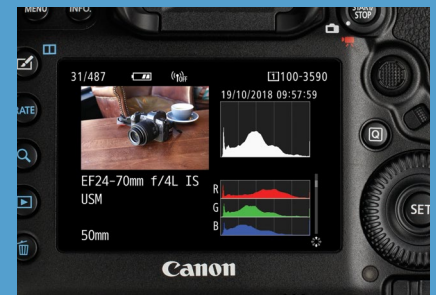 MENU INFO.
START/
STOP
RATE
31/487 OFF 1 100-3590
19/10/2018 09:57:59
EF24-70mm f/4L IS
USM
50mm
R
G
B
Q
SET
Canon